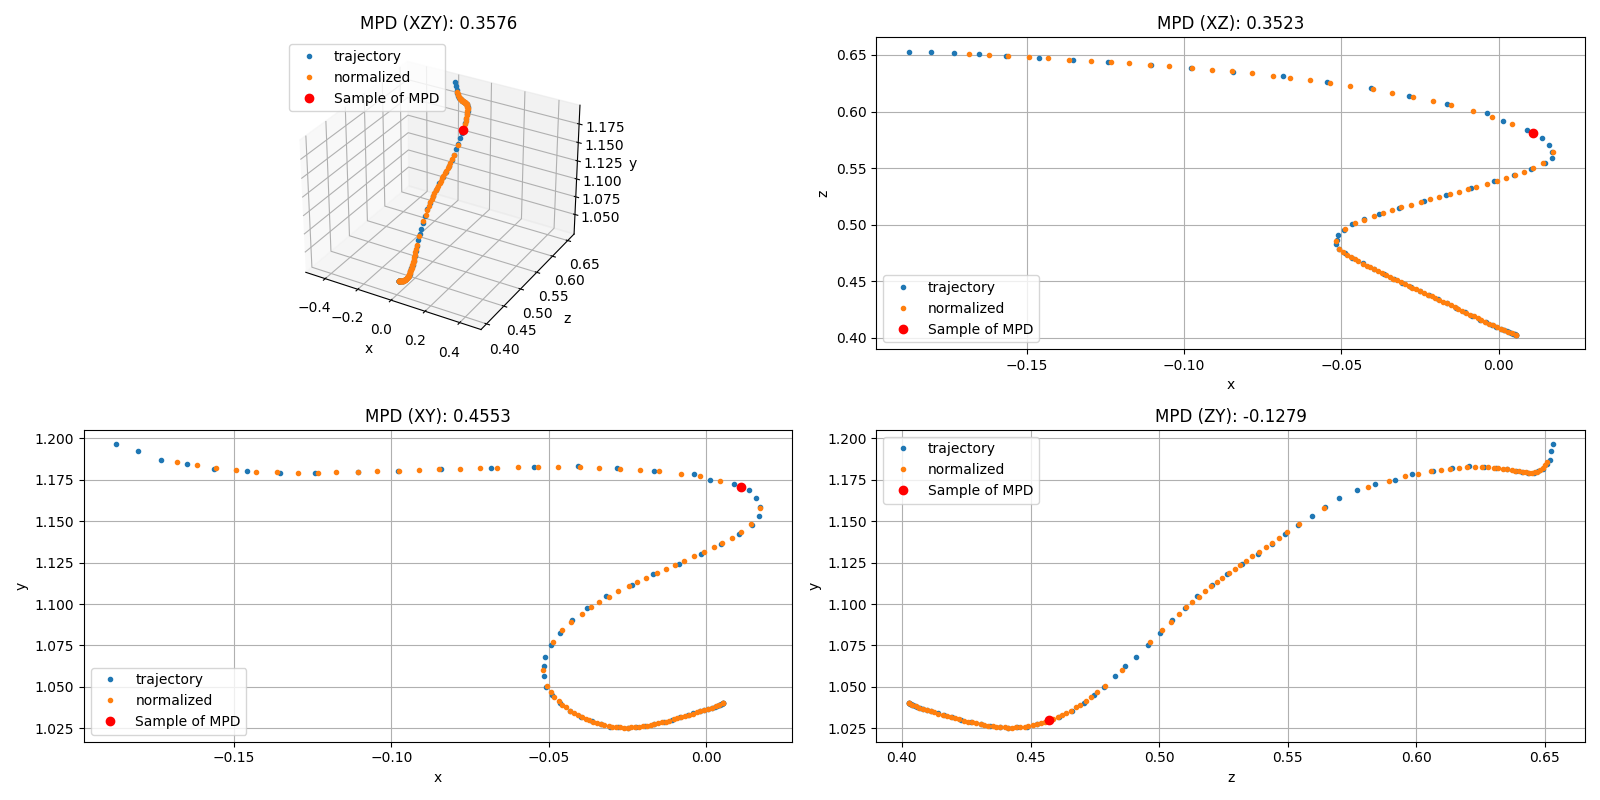 MPD (XZY): 0.3576
trajectory
normalized
Sample of MPD
1.175
1.150
1.125
1.100
1.075
1.050
y
0.65
0.60
0.55
0.50
0.45
0.40
z
−0.4
−0.2
0.0
0.2
0.4
x
MPD (XZ): 0.3523
0.65
0.60
0.55
0.50
0.45
0.40
z
trajectory
normalized
Sample of MPD
−0.15
−0.10
−0.05
0.00
x
MPD (XY): 0.4553
1.200
1.175
1.150
1.125
1.100
1.075
1.050
1.025
y
trajectory
normalized
Sample of MPD
−0.15
−0.10
−0.05
0.00
x
MPD (ZY): -0.1279
trajectory
normalized
Sample of MPD
1.200
1.175
1.150
1.125
1.100
1.075
1.050
1.025
y
0.40
0.45
0.50
0.55
0.60
0.65
z